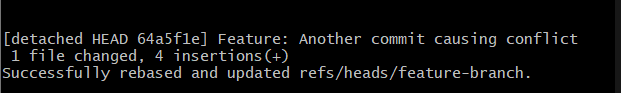 [detached HEAD 64a5f1e] Feature: Another commit causing conflict
 1 file changed, 4 insertions(+)
Successfully rebased and updated refs/heads/feature-branch.